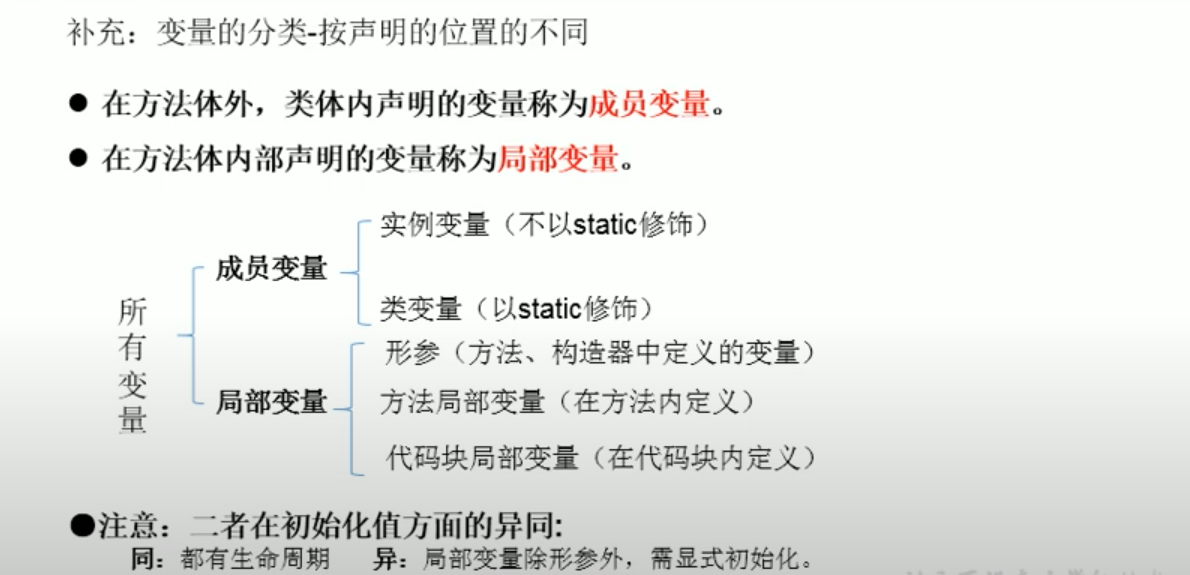 补充：变量的分类-按声明的位置的不同
● 在方法体外，类体内声明的变量称为成员变量。
● 在方法体内部声明的变量称为局部变量。
所有变量
成员变量
实例变量（不以static修饰）
类变量（以static修饰）
局部变量
形参（方法、构造器中定义的变量）
方法局部变量（在方法内定义）
代码块局部变量（在代码块内定义）
●注意：二者在初始化值方面的异同:
同：都有生命周期 异：局部变量除形参外，需显式初始化。